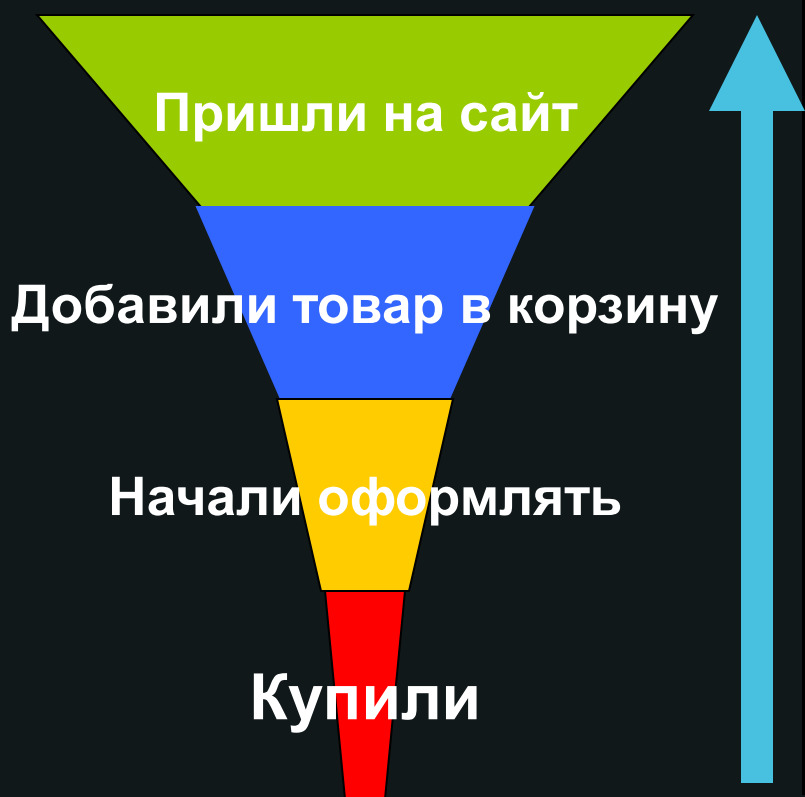 Пришли на сайт
Добавили товар в корзину
Начали оформлять
Купили